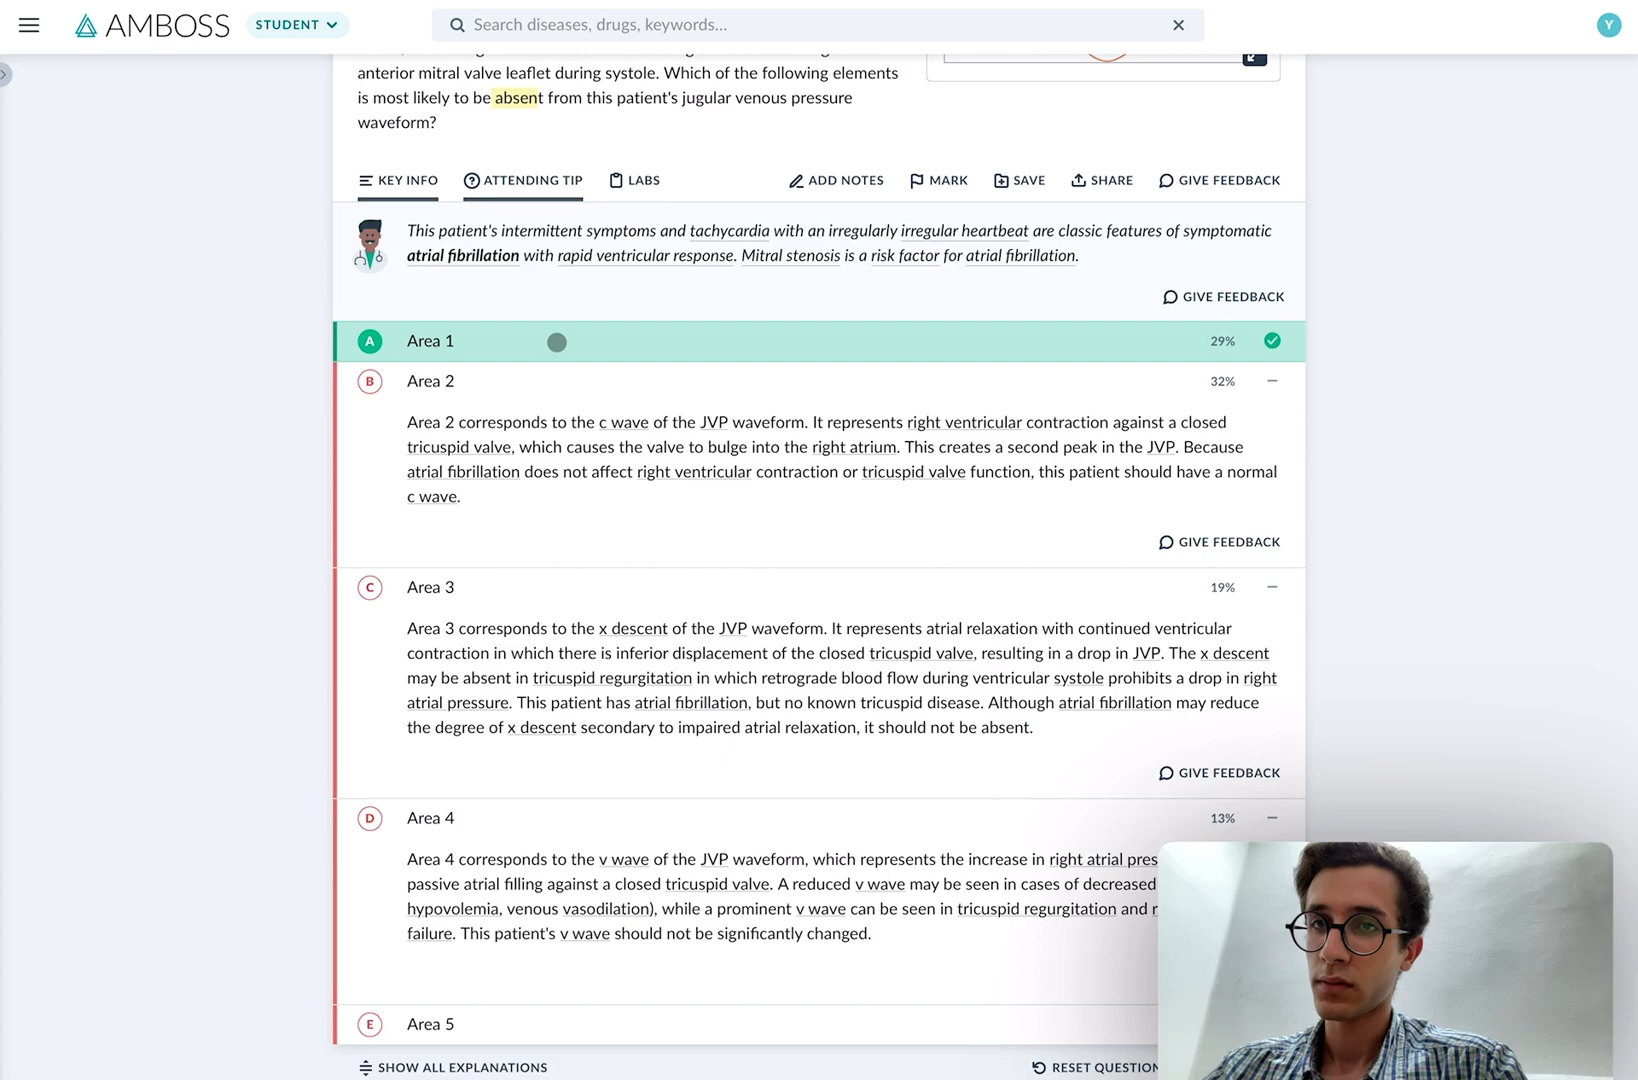 AMBOSS
STUDENT
Search diseases, drugs, keywords...
Y
anterior mitral valve leaflet during systole. Which of the following elements
is most likely to be absent from this patient's jugular venous pressure
waveform?
KEY INFO
ATTENDING TIP
LABS
ADD NOTES
MARK
SAVE
SHARE
GIVE FEEDBACK
This patient's intermittent symptoms and tachycardia with an irregularly irregular heartbeat are classic features of symptomatic
atrial fibrillation with rapid ventricular response. Mitral stenosis is a risk factor for atrial fibrillation.
GIVE FEEDBACK
A Area 1 29%
B Area 2 32%
Area 2 corresponds to the c wave of the JVP waveform. It represents right ventricular contraction against a closed
tricuspid valve, which causes the valve to bulge into the right atrium. This creates a second peak in the JVP. Because
atrial fibrillation does not affect right ventricular contraction or tricuspid valve function, this patient should have a normal
c wave.
GIVE FEEDBACK
C Area 3 19%
Area 3 corresponds to the x descent of the JVP waveform. It represents atrial relaxation with continued ventricular
contraction in which there is inferior displacement of the closed tricuspid valve, resulting in a drop in JVP. The x descent
may be absent in tricuspid regurgitation in which retrograde blood flow during ventricular systole prohibits a drop in right
atrial pressure. This patient has atrial fibrillation, but no known tricuspid disease. Although atrial fibrillation may reduce
the degree of x descent secondary to impaired atrial relaxation, it should not be absent.
GIVE FEEDBACK
D Area 4 13%
Area 4 corresponds to the v wave of the JVP waveform, which represents the increase in right atrial
passive atrial filling against a closed tricuspid valve. A reduced v wave may be seen in cases of decreased
hypovolemia, venous vasodilation), while a prominent v wave can be seen in tricuspid regurgitation and
failure. This patient's v wave should not be significantly changed.
E Area 5
SHOW ALL EXPLANATIONS
RESET QUESTION